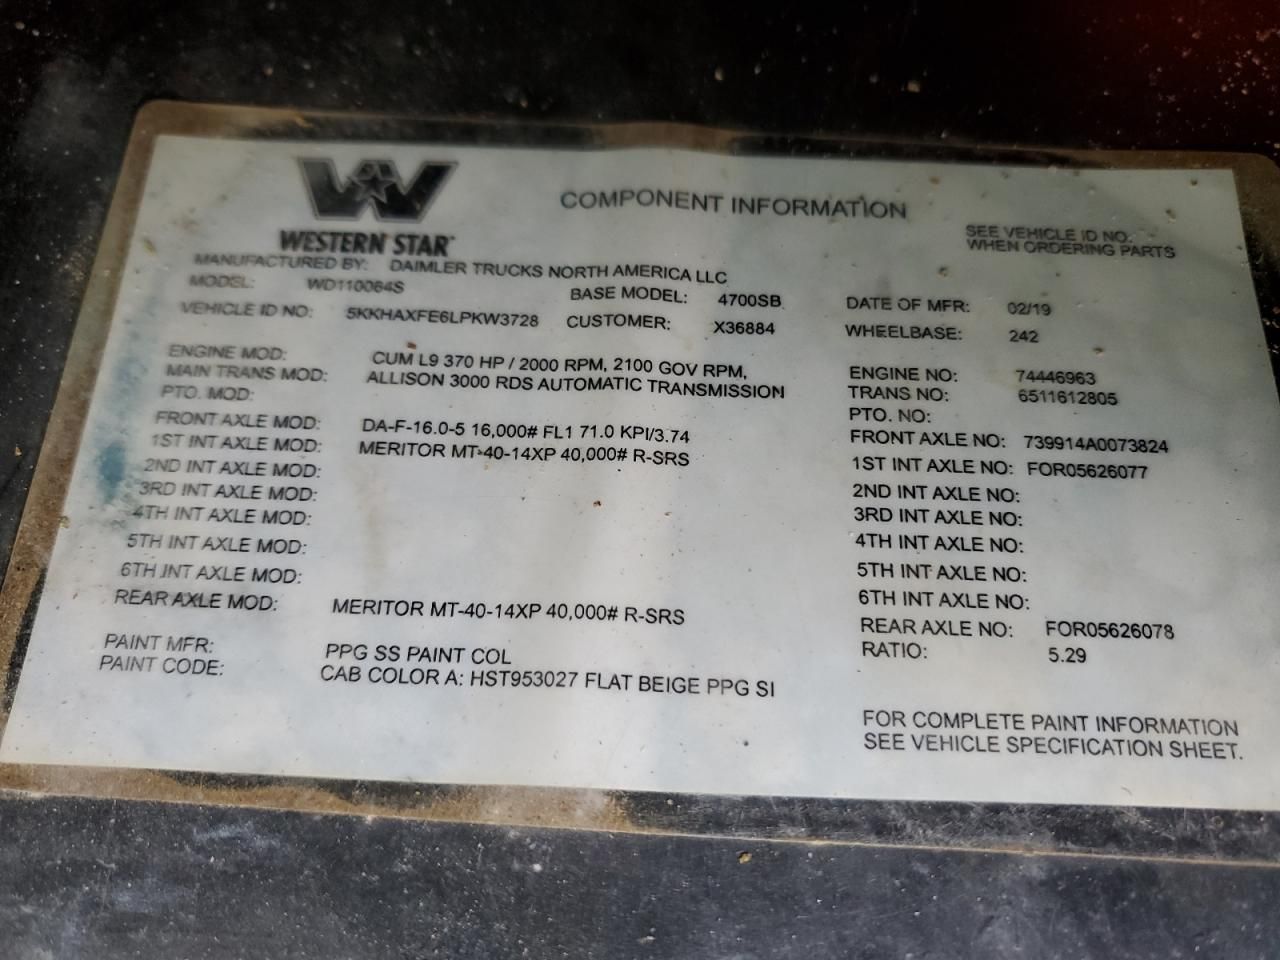 WESTERN STAR
COMPONENT INFORMATION
SEE VEHICLE ID NO.
WHEN ORDERING PARTS
MANUFACTURED BY: DAIMLER TRUCKS NORTH AMERICA LLC
MODEL: WD110064S BASE MODEL: 4700SB DATE OF MFR: 02/19
VEHICLE ID NO: 5KKHAXFE6LPKW3728 CUSTOMER: X36884 WHEELBASE: 242
ENGINE MOD: CUM L9 370 HP / 2000 RPM, 2100 GOV RPM, ENGINE NO: 74446963
MAIN TRANS MOD: ALLISON 3000 RDS AUTOMATIC TRANSMISSION TRANS NO: 6511612805
PTO. MOD: PTO. NO:
FRONT AXLE MOD: DA-F-16.0-5 16,000# FL1 71.0 KPI/3.74 FRONT AXLE NO: 739914A0073824
1ST INT AXLE MOD: MERITOR MT-40-14XP 40,000# R-SRS 1ST INT AXLE NO: FOR05626077
2ND INT AXLE MOD: 2ND INT AXLE NO:
3RD INT AXLE MOD: 3RD INT AXLE NO:
4TH INT AXLE MOD: 4TH INT AXLE NO:
5TH INT AXLE MOD: 5TH INT AXLE NO:
6TH INT AXLE MOD: 6TH INT AXLE NO:
REAR AXLE MOD: MERITOR MT-40-14XP 40,000# R-SRS REAR AXLE NO: FOR05626078
RATIO: 5.29
PAINT MFR: PPG SS PAINT COL
PAINT CODE: CAB COLOR A: HST953027 FLAT BEIGE PPG SI
FOR COMPLETE PAINT INFORMATION
SEE VEHICLE SPECIFICATION SHEET.